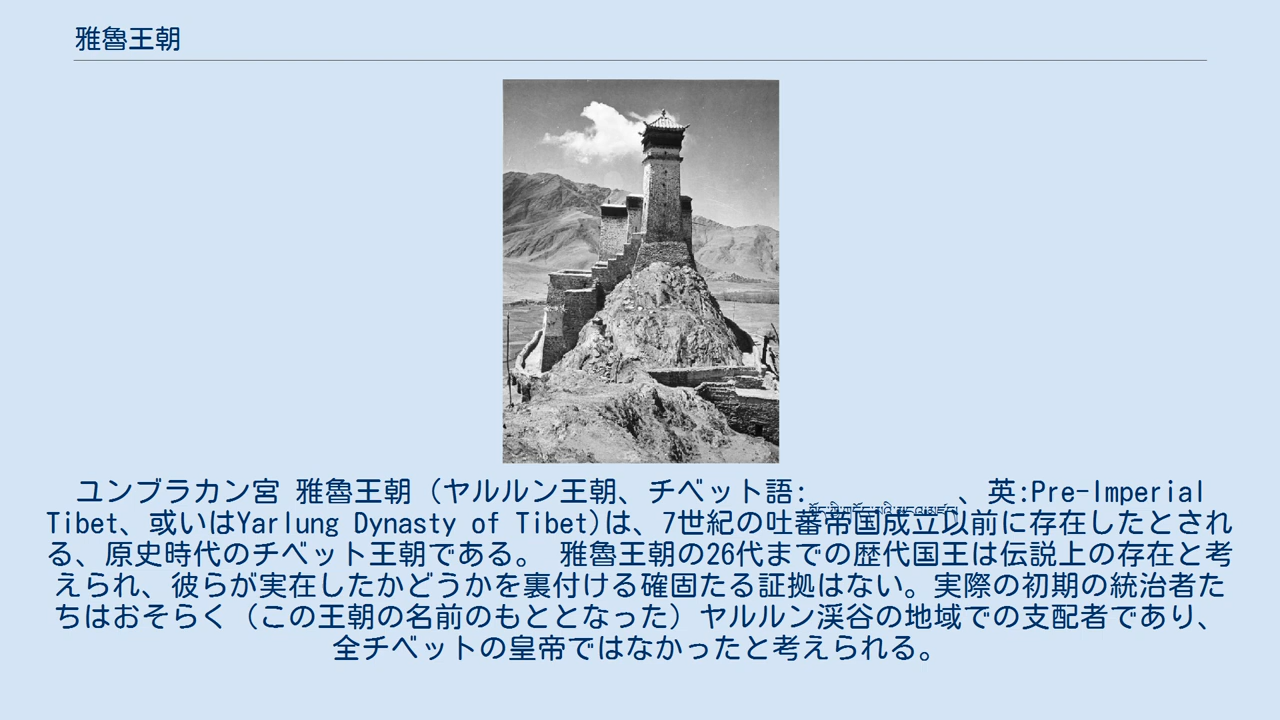 雅魯王朝
ユンブラカン宮 雅魯王朝（ヤルルン王朝、チベット語:、英:Pre-Imperial
Tibet、或いはYarlung Dynasty of Tibet)は、7世紀の吐蕃帝国成立以前に存在したとされ
る、原史時代のチベット王朝である。 雅魯王朝の26代までの歴代国王は伝説上の存在と考
えられ、彼らが実在したかどうかを裏付ける確固たる証拠はない。実際の初期の統治者た
ちはおそらく（この王朝の名前のもととなった）ヤルルン渓谷の地域での支配者であり、
全チベットの皇帝ではなかったと考えられる。